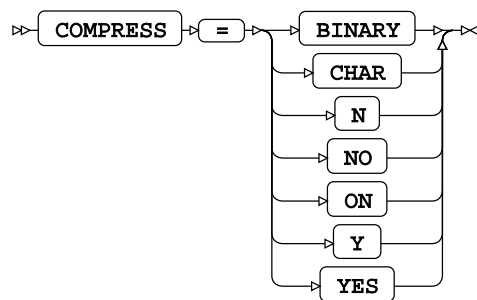 COMPRESS = BINARY
CHAR
N
NO
ON
Y
YES